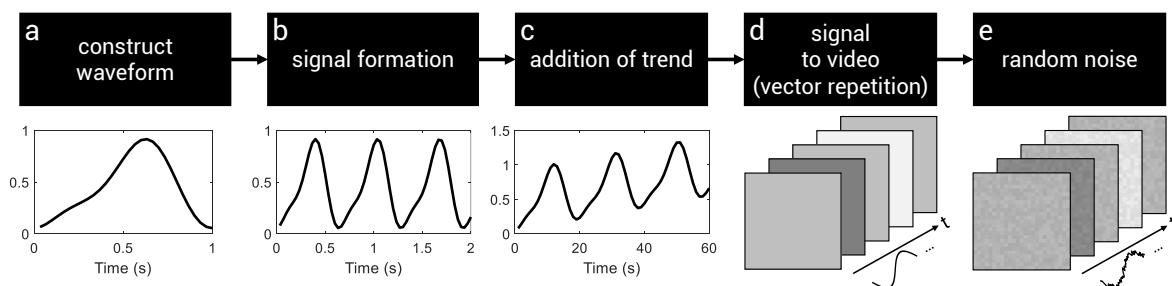 a
construct
waveform
b
signal formation
c
addition of trend
d
signal
to video
(vector repetition)
e
random noise
1
0.5
0
0.5
1
Time (s)
1
0.5
0
0
0.5
1
1.5
2
Time (s)
1.5
1
0.5
0
0
20
40
60
Time (s)
t
...
...